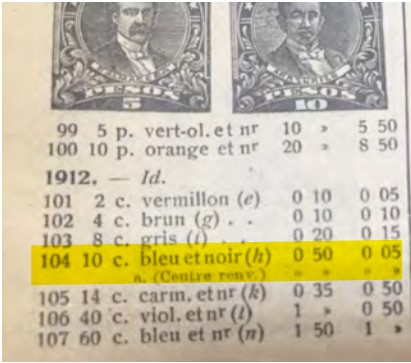 PESOS PESOS
5 10
99 5 p. vert-ol. et nr 10 » 5 50
100 10 p. orange et nr 20 » 8 50
1912. — Id.
101 2 c. vermillon (e) 0 10 0 05
102 4 c. brun (g) . . 0 10 0 10
103 8 c. gris (i) . . 0 20 0 15
104 10 c. bleu et noir (h) 0 50 0 05
a. (Centre renv.) » » » »
105 14 c. carm. et nr (k) 0 35 0 50
106 40 c. viol. et nr (l) 1 » 0 50
107 60 c. bleu et nr (n) 1 50 1 »